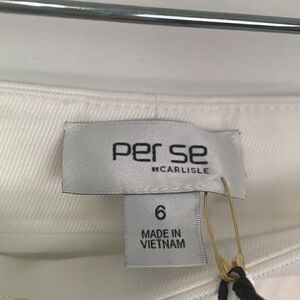 per se
BY CARLISLE
6
MADE IN
VIETNAM